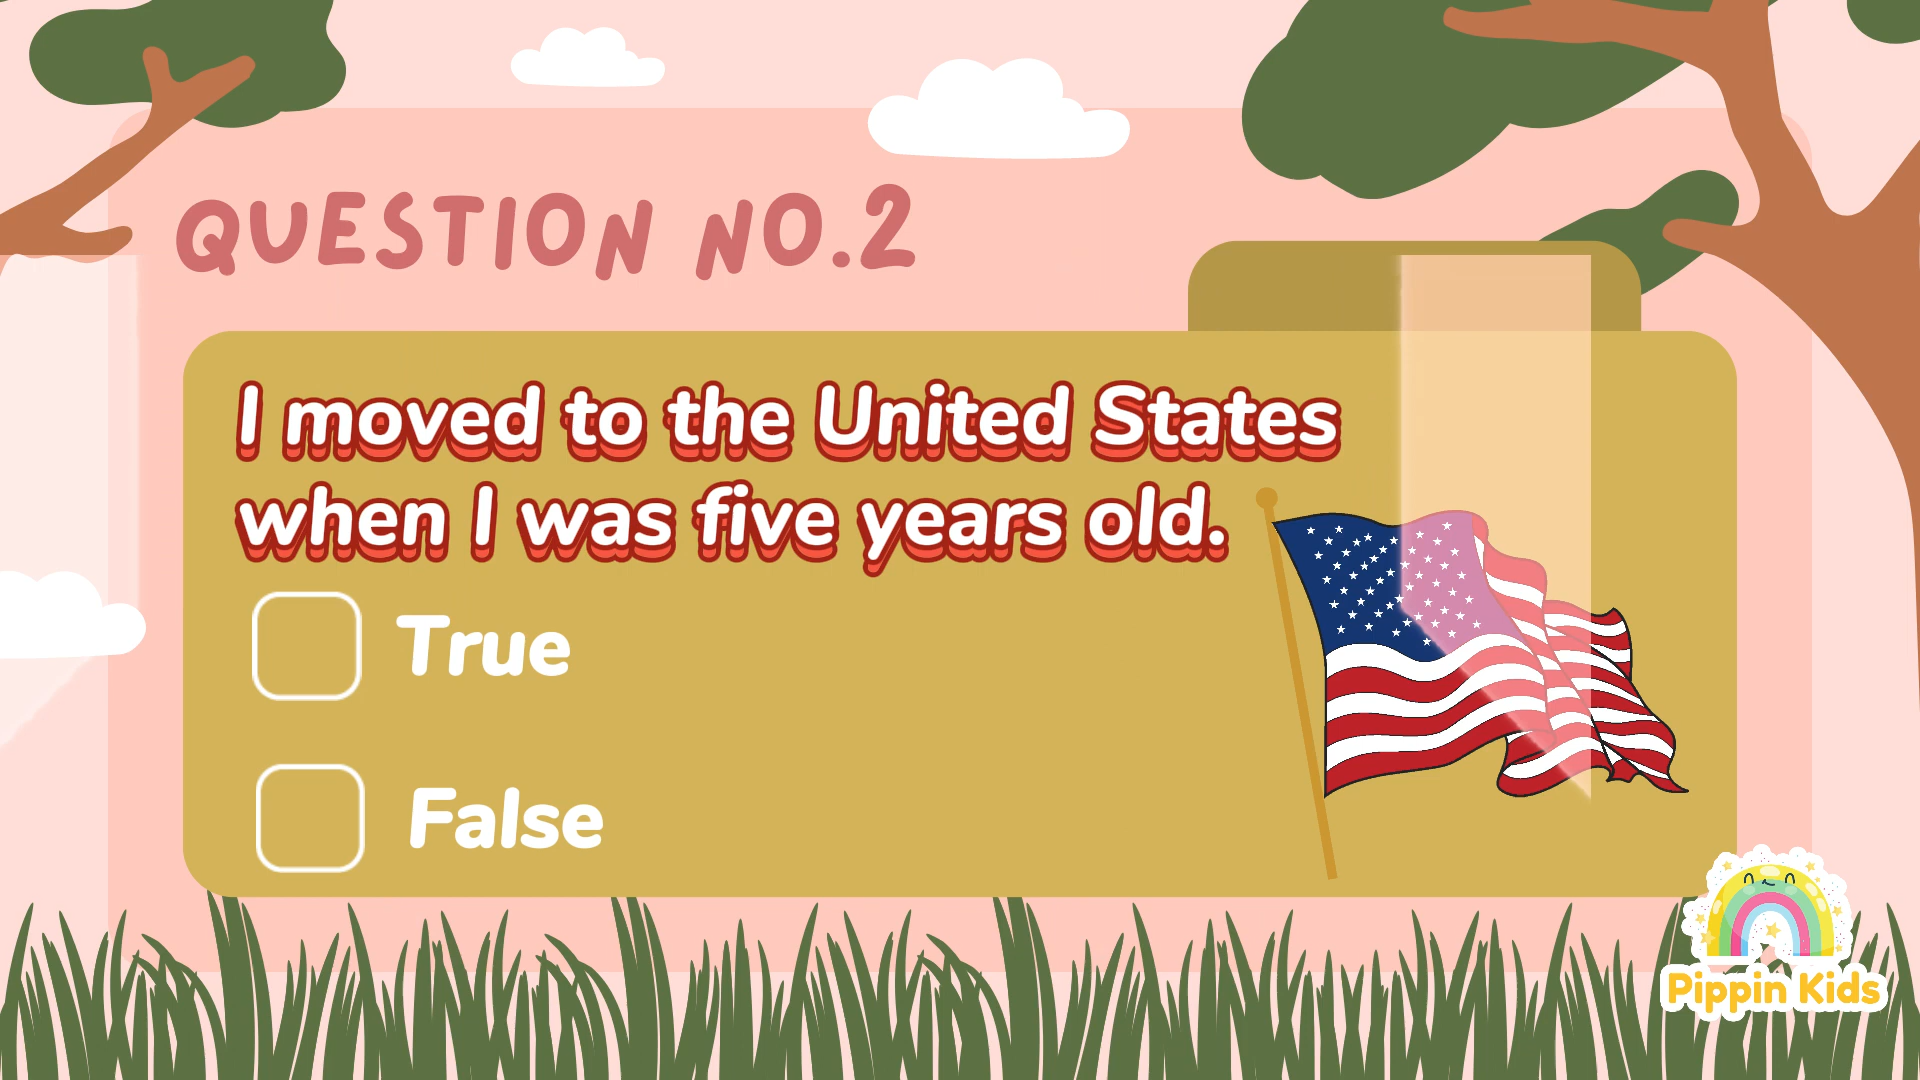 QUESTION NO.2
I moved to the United States
when I was five years old.
True
False
Pippin Kids